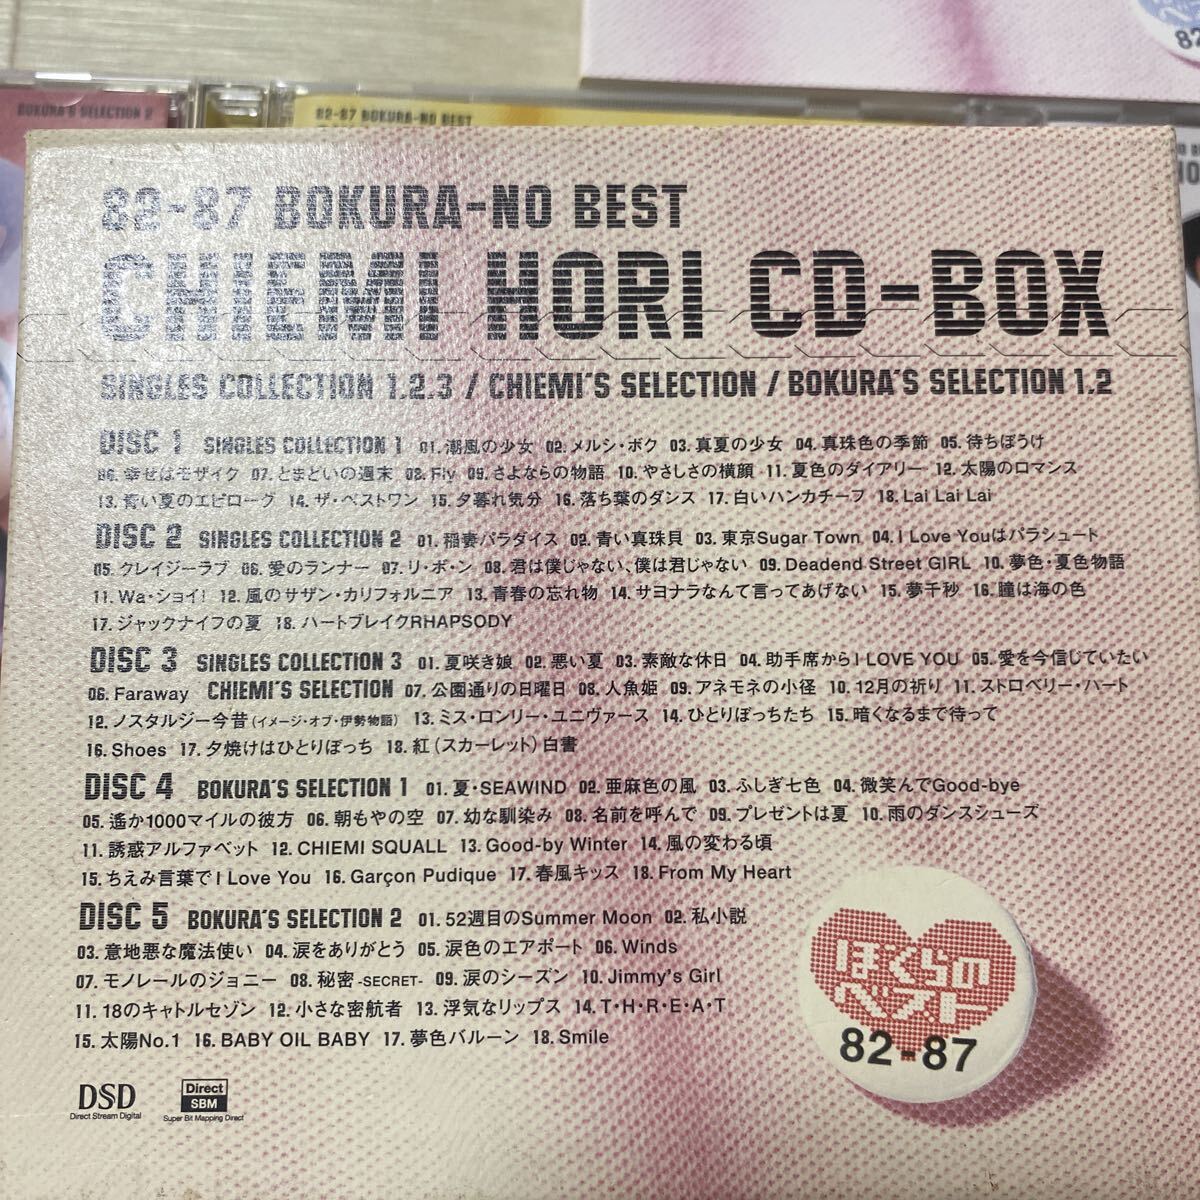 82
BOKURA'S SELECTION 2
82-87 BOKURA-NO BEST
82-87 BOKURA-NO BEST
CHIEMI HORI CD-BOX
SINGLES COLLECTION 1.2.3 / CHIEMI'S SELECTION / BOKURA'S SELECTION 1.2
DISC 1 SINGLES COLLECTION 1 01. 潮風の少女 02. メルシ・ボク 03. 真夏の少女 04. 真珠色の季節 05. 待ちぼうけ
06. 幸せはモザイク 07. とまどいの週末 08. Fly 09. さよならの物語 10. やさしさの横顔 11. 夏色のダイアリー 12. 太陽のロマンス
13. 青い夏のエピローグ 14. ザ・ベストワン 15. 夕暮れ気分 16. 落ち葉のダンス 17. 白いハンカチーフ 18. Lai Lai Lai
DISC 2 SINGLES COLLECTION 2 01. 稲妻パラダイス 02. 青い真珠貝 03. 東京Sugar Town 04. I Love Youはパラシュート
05. クレイジーラブ 06. 愛のランナー 07. リ・ボ・ン 08. 君は僕じゃない、僕は君じゃない 09. Deadend Street GIRL 10. 夢色・夏色物語
11. Wa・ショイ! 12. 風のサザン・カリフォルニア 13. 青春の忘れ物 14. サヨナラなんて言ってあげない 15. 夢千秒 16. 瞳は海の色
17. ジャックナイフの夏 18. ハートブレイクRHAPSODY
DISC 3 SINGLES COLLECTION 3 01. 夏咲き娘 02. 悪い夏 03. 素敵な休日 04. 助手席からI LOVE YOU 05. 愛を今信じていたい
06. Faraway CHIEMI'S SELECTION 07. 公園通りの日曜日 08. 人魚姫 09. アネモネの小径 10. 12月の祈り 11. ストロベリー・ハート
12. ノスタルジー今昔(イメージ・オブ・伊勢物語) 13. ミス・ロンリー・ユニヴァース 14. ひとりぼっちたち 15. 暗くなるまで待って
16. Shoes 17. 夕焼けはひとりぼっち 18. 紅(スカーレット)白書
DISC 4 BOKURA'S SELECTION 1 01. 夏・SEAWIND 02. 亜麻色の風 03. ふしぎ七色 04. 微笑んでGood-bye
05. 遙か1000マイルの彼方 06. 朝もやの空 07. 幼な馴染み 08. 名前を呼んで 09. プレゼントは夏 10. 雨のダンスシューズ
11. 誘惑アルファベット 12. CHIEMI SQUALL 13. Good-by Winter 14. 風の変わる頃
15. ちえみ言葉でI Love You 16. Garçon Pudique 17. 春風キッス 18. From My Heart
DISC 5 BOKURA'S SELECTION 2 01. 52週目のSummer Moon 02. 私小説
03. 意地悪な魔法使い 04. 涙をありがとう 05. 涙色のエアポート 06. Winds
07. モノレールのジョニー 08. 秘密-SECRET- 09. 涙のシーズン 10. Jimmy's Girl
11. 18のキャトルセゾン 12. 小さな密航者 13. 浮気なリップス 14. T・H・R・E・A・T
15. 太陽No.1 16. BABY OIL BABY 17. 夢色バルーン 18. Smile
ぼくらの
ベスト
82-87
DSD
Direct Stream Digital
Direct
SBM
Super Bit Mapping Direct